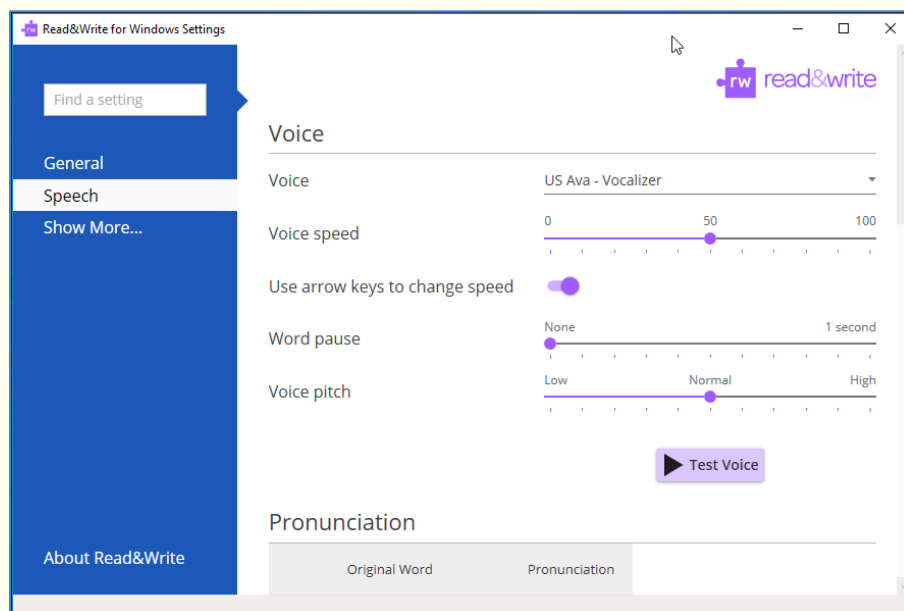 Read&Write for Windows Settings
rw read&write
Find a setting
General
Speech
Show More...
About Read&Write
Voice
Voice US Ava - Vocalizer
0 50 100
Voice speed
Use arrow keys to change speed
None 1 second
Word pause
Low Normal High
Voice pitch
Test Voice
Pronunciation
Original Word Pronunciation